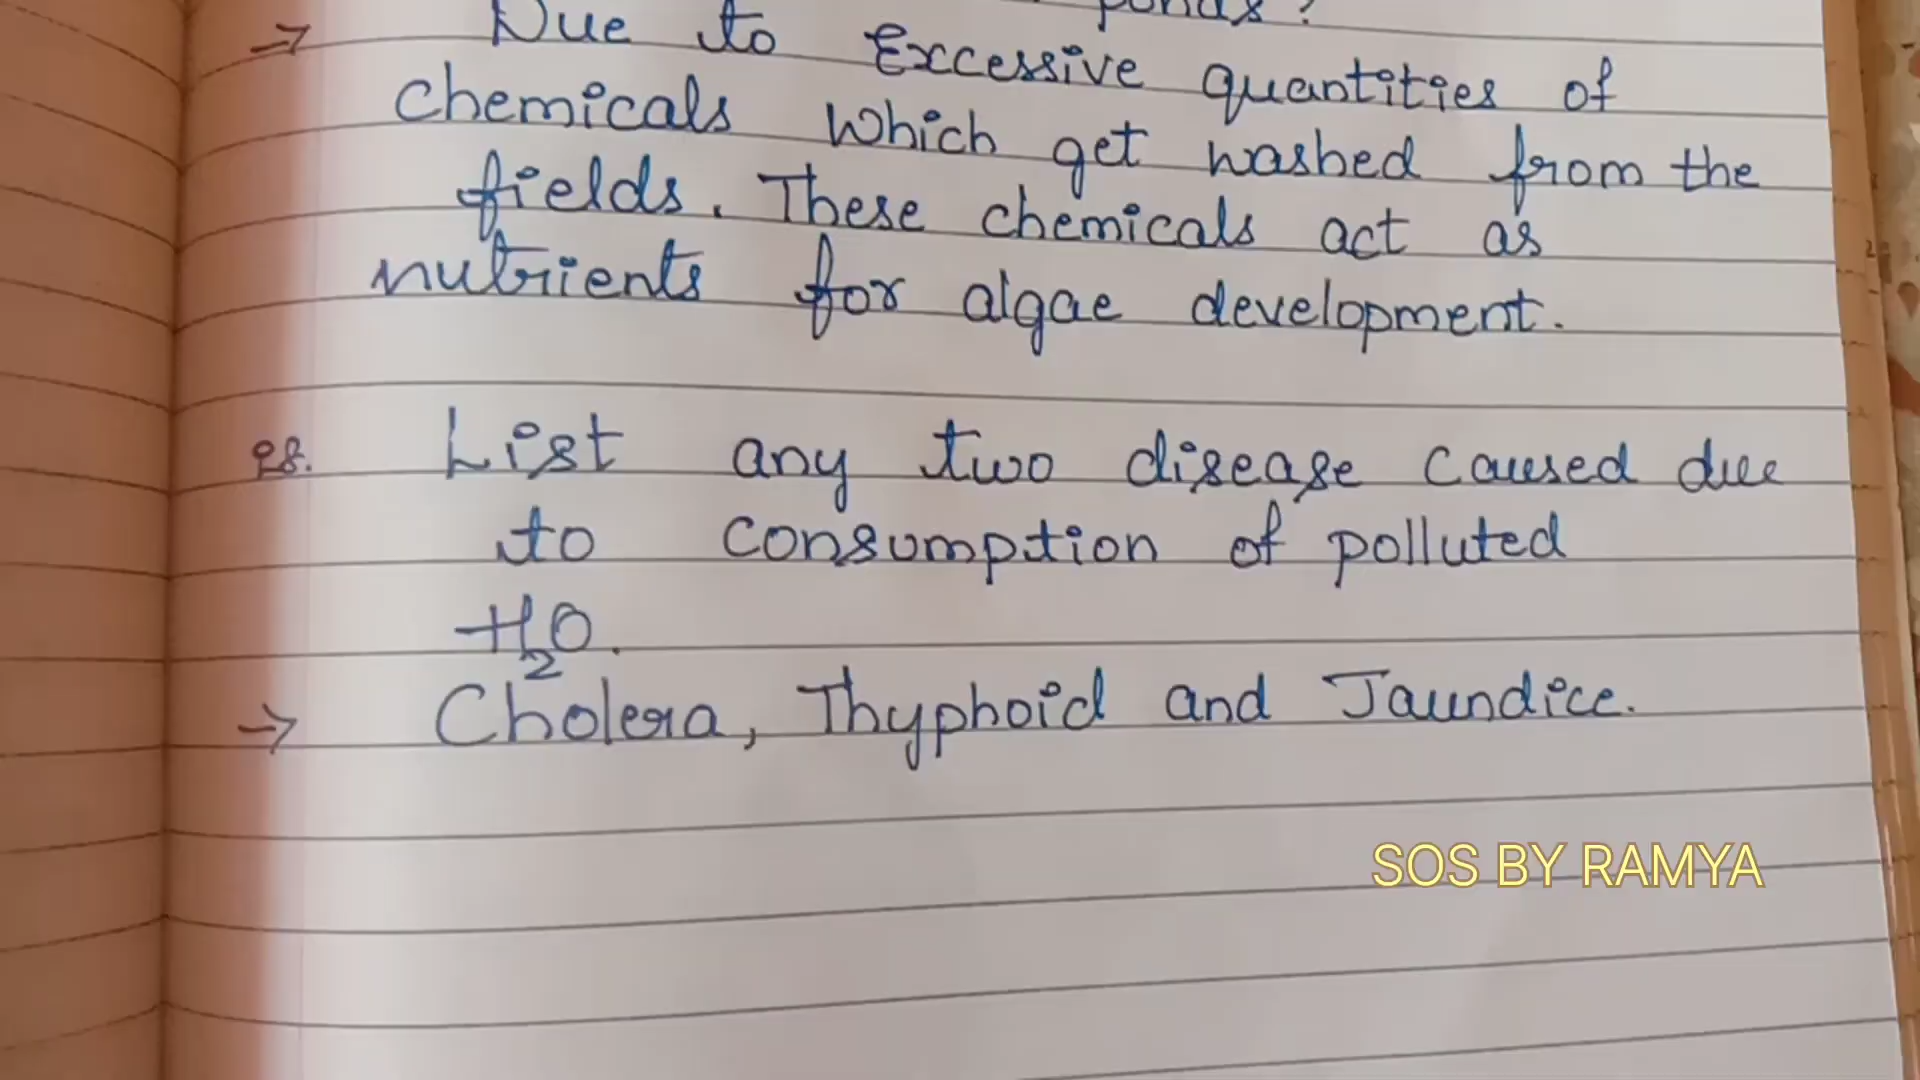 ponds?
→ Due to Excessive quantities of
chemicals which get washed from the
fields. These chemicals act as
nutrients for algae development.
28. List any two disease caused due
to consumption of polluted
H₂O.
→ Cholera, Thyphoid and Jaundice.
SOS BY RAMYA